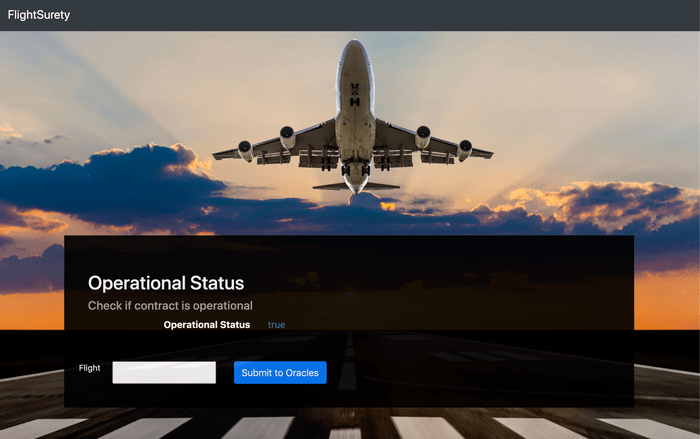 FlightSurety
Operational Status
Check if contract is operational
Operational Status true
Flight Submit to Oracles